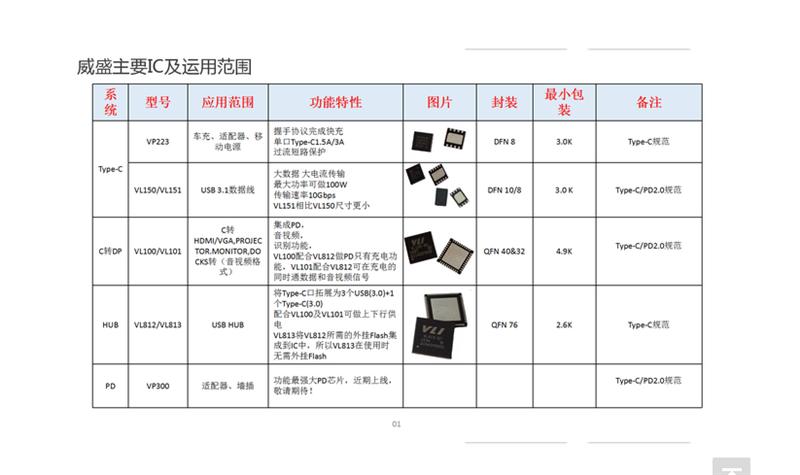 威盛主要IC及运用范围
系统 型号 应用范围 功能特性 图片 封装 最小包装 备注
Type-C
VP223
车充、适配器、移
动电源
握手协议完成快充
单口Type-C1.5A/3A
过流短路保护
DFN 8
3.0K
Type-C规范
VL150/VL151
USB 3.1数据线
大数据 大电流传输
最大功率可做100W
传输速率10Gbps
VL151相比VL150尺寸更小
DFN 10/8
3.0 K
Type-C/PD2.0规范
C转DP
VL100/VL101
C转
HDMI/VGA,PROJEC
TOR.MONITOR,DO
CKS转（音视频格
式）
集成PD,
音视频,
识别功能,
VL100配合VL812做PD只有充电功
能，VL101配合VL812可在充电的
同时通数据和音视频信号
VLI
QFN 40&32
4.9K
Type-C/PD2.0规范
HUB
VL812/VL813
USB HUB
将Type-C口拓展为3个USB(3.0)+1
个Type-C(3.0)
配合VL100及VL101可做上下行供
电
VL813将VL812所需的外挂Flash集
成到IC中，所以VL813在使用时
无需外挂Flash
VLI
QFN 76
2.6K
Type-C规范
PD
VP300
适配器、墙插
功能最强大PD芯片，近期上线，
敬请期待！
Type-C/PD2.0规范
01